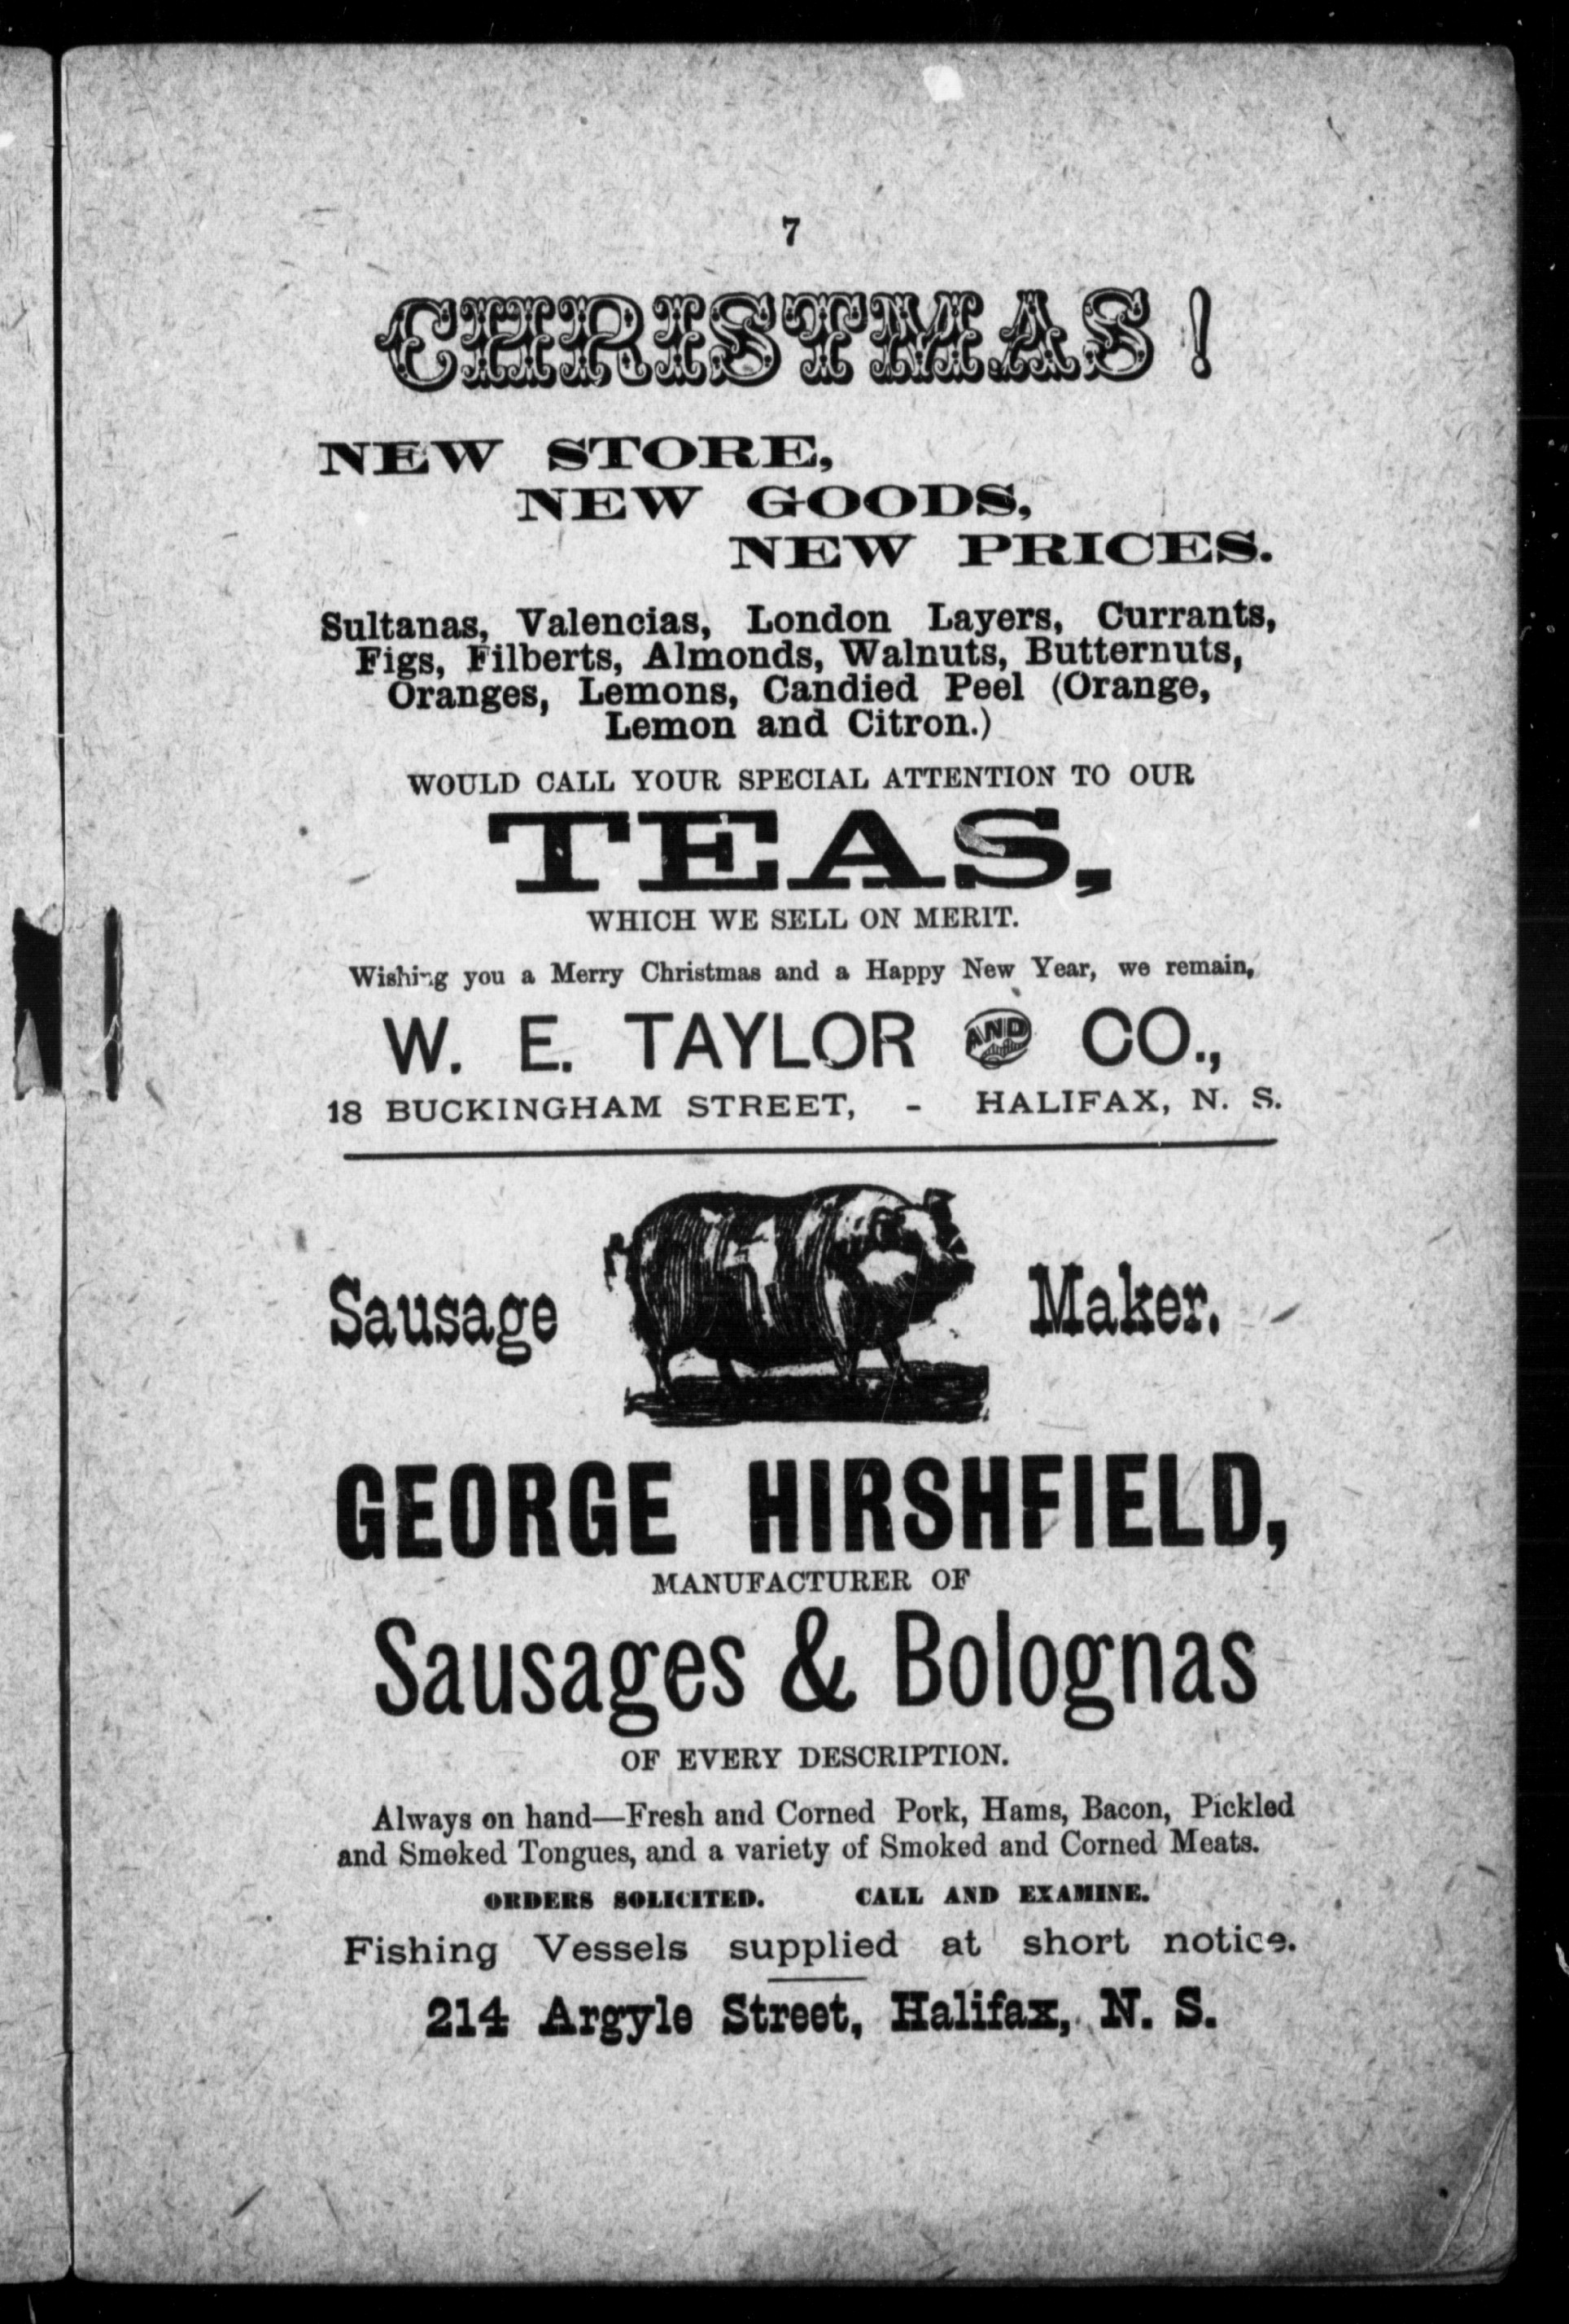 7
CHRISTMAS!
NEW STORE,
NEW GOODS,
NEW PRICES.
Sultanas, Valencias, London Layers, Currants,
Figs, Filberts, Almonds, Walnuts, Butternuts,
Oranges, Lemons, Candied Peel (Orange,
Lemon and Citron.)
WOULD CALL YOUR SPECIAL ATTENTION TO OUR
TEAS,
WHICH WE SELL ON MERIT.
Wishing you a Merry Christmas and a Happy New Year, we remain,
W. E. TAYLOR AND CO.,
18 BUCKINGHAM STREET, - HALIFAX, N. S.
Sausage Maker.
GEORGE HIRSHFIELD,
MANUFACTURER OF
Sausages & Bolognas
OF EVERY DESCRIPTION.
Always on hand—Fresh and Corned Pork, Hams, Bacon, Pickled
and Smoked Tongues, and a variety of Smoked and Corned Meats.
ORDERS SOLICITED. CALL AND EXAMINE.
Fishing Vessels supplied at short notice.
214 Argyle Street, Halifax, N. S.